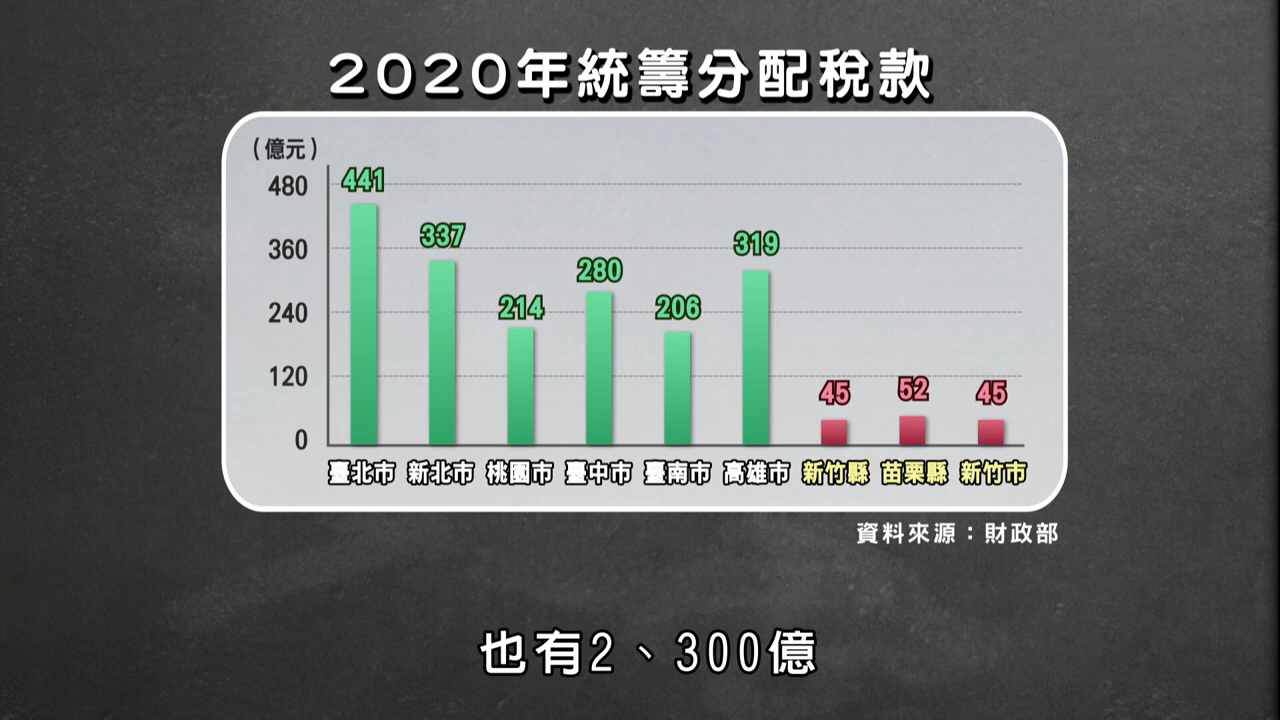 2020年統籌分配稅款
(億元)
480
360
240
120
0
441
337
214
280
206
319
45
52
45
臺北市 新北市 桃園市 臺中市 臺南市 高雄市 新竹縣 苗栗縣 新竹市
資料來源：財政部
也有2、300億